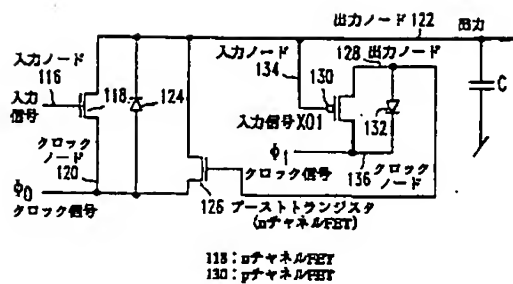 出力ノード 122
出力
入力ノード
116
入力
信号
118
124
入力ノード
134
128 出力ノード
130
132
C
入力信号X01
クロック
ノード
120
Φ1
クロック信号
136
クロック
ノード
Φ0
クロック信号
126
ブーストトランジスタ
(nチャネルFET)
118:nチャネルFET
130:pチャネルFET